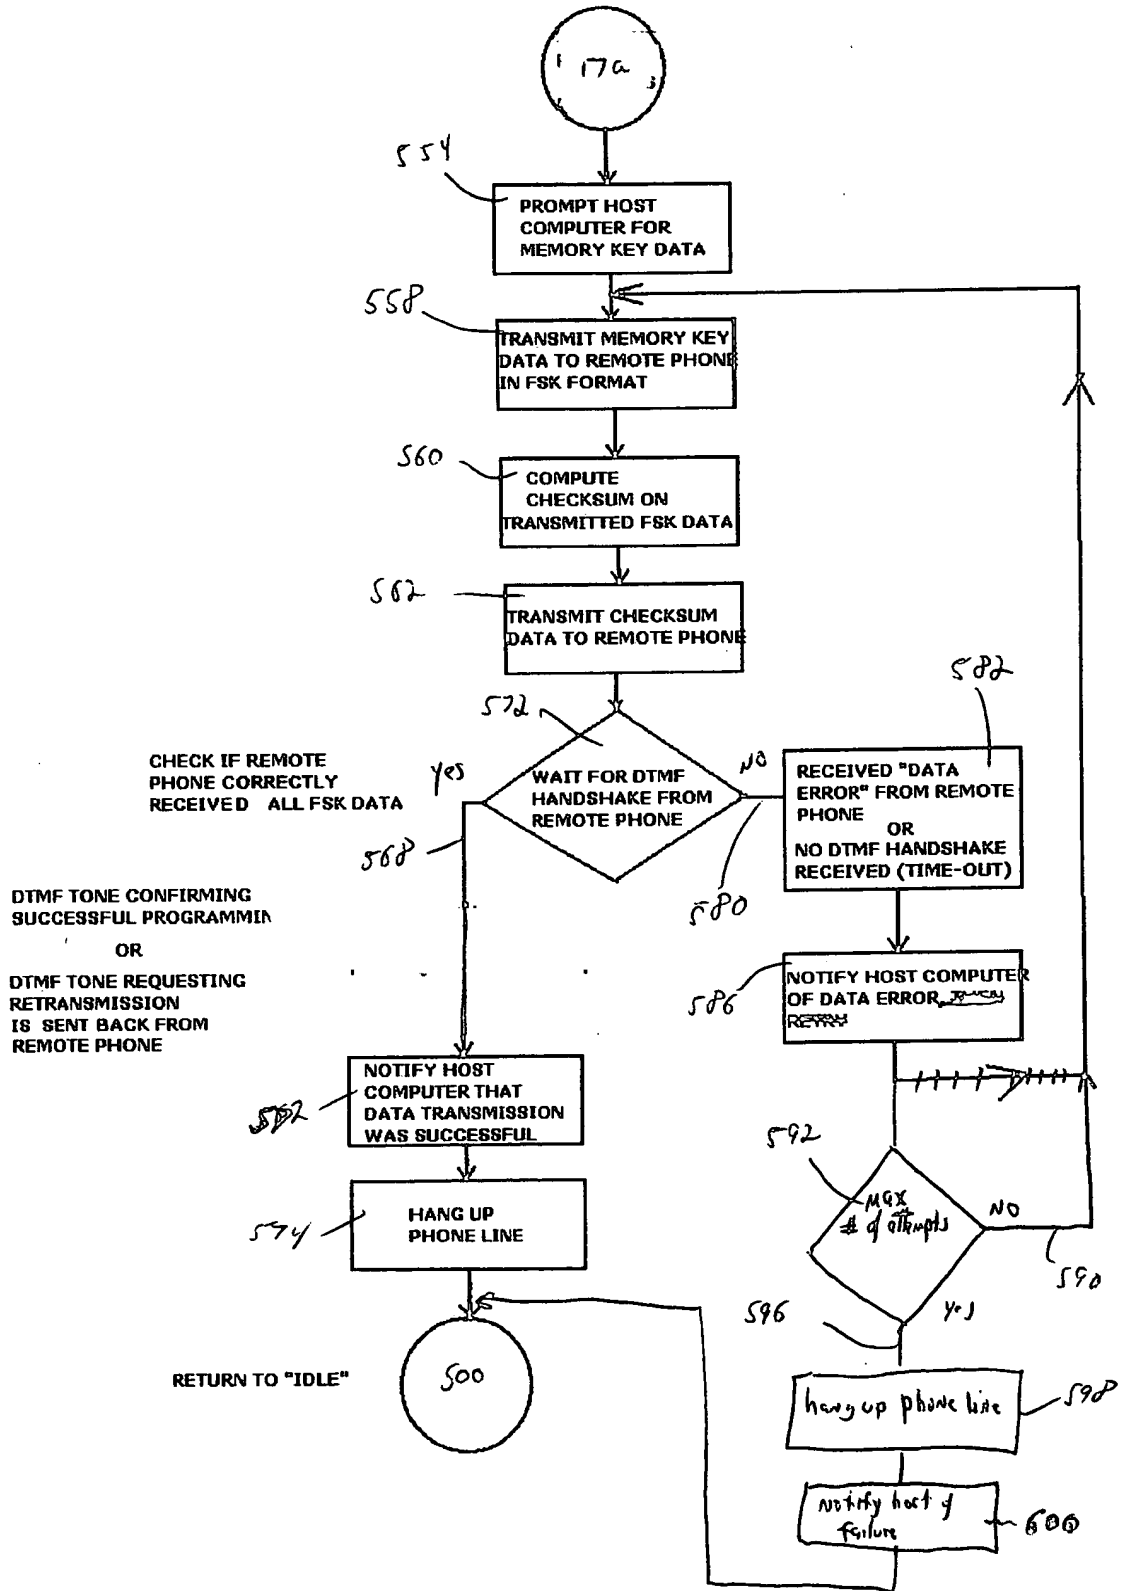 17a
554
PROMPT HOST
COMPUTER FOR
MEMORY KEY DATA
558
TRANSMIT MEMORY KEY
DATA TO REMOTE PHONE
IN FSK FORMAT
560
COMPUTE
CHECKSUM ON
TRANSMITTED FSK DATA
562
TRANSMIT CHECKSUM
DATA TO REMOTE PHONE
572
WAIT FOR DTMF
HANDSHAKE FROM
REMOTE PHONE
CHECK IF REMOTE
PHONE CORRECTLY
RECEIVED ALL FSK DATA
yes
568
NO
580
582
RECEIVED "DATA
ERROR" FROM REMOTE
PHONE
OR
NO DTMF HANDSHAKE
RECEIVED (TIME-OUT)
DTMF TONE CONFIRMING
SUCCESSFUL PROGRAMMIN
OR
DTMF TONE REQUESTING
RETRANSMISSION
IS SENT BACK FROM
REMOTE PHONE
586
NOTIFY HOST COMPUTER
OF DATA ERROR,
RETRY
NOTIFY HOST
COMPUTER THAT
DATA TRANSMISSION
WAS SUCCESSFUL
574
HANG UP
PHONE LINE
592
MAX
# of attempts
NO
590
yes
596
RETURN TO "IDLE"
500
hang up phone line
598
Notify host of
failure
600